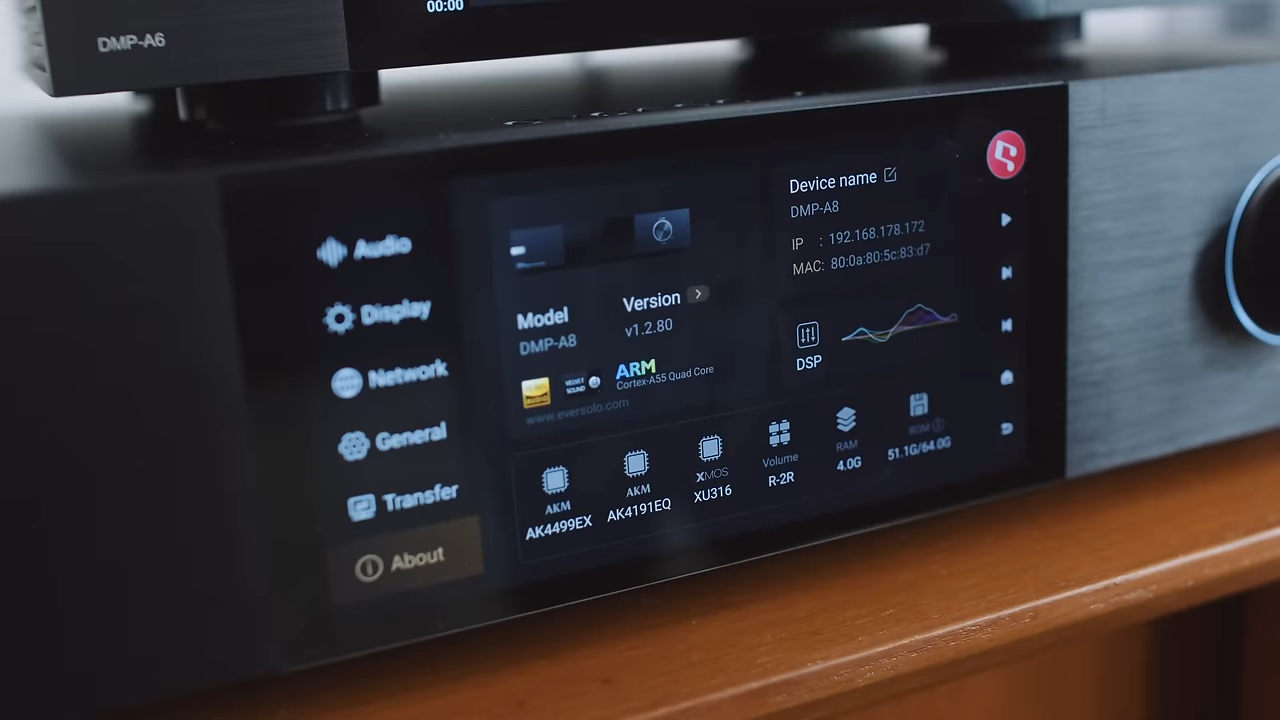 00:00
DMP-A6
Audio
Display
Network
General
Transfer
About
Model
DMP-A8
Version
v1.2.80
AUDIO
VELVET
SOUND
ARM
Cortex-A55 Quad Core
www.eversolo.com
Device name
DMP-A8
IP : 192.168.178.172
MAC: 80:0a:80:5c:83:d7
DSP
AKM
AK4499EX
AKM
AK4191EQ
XMOS
XU316
Volume
R-2R
RAM
4.0G
ROM
51.1G/64.0G